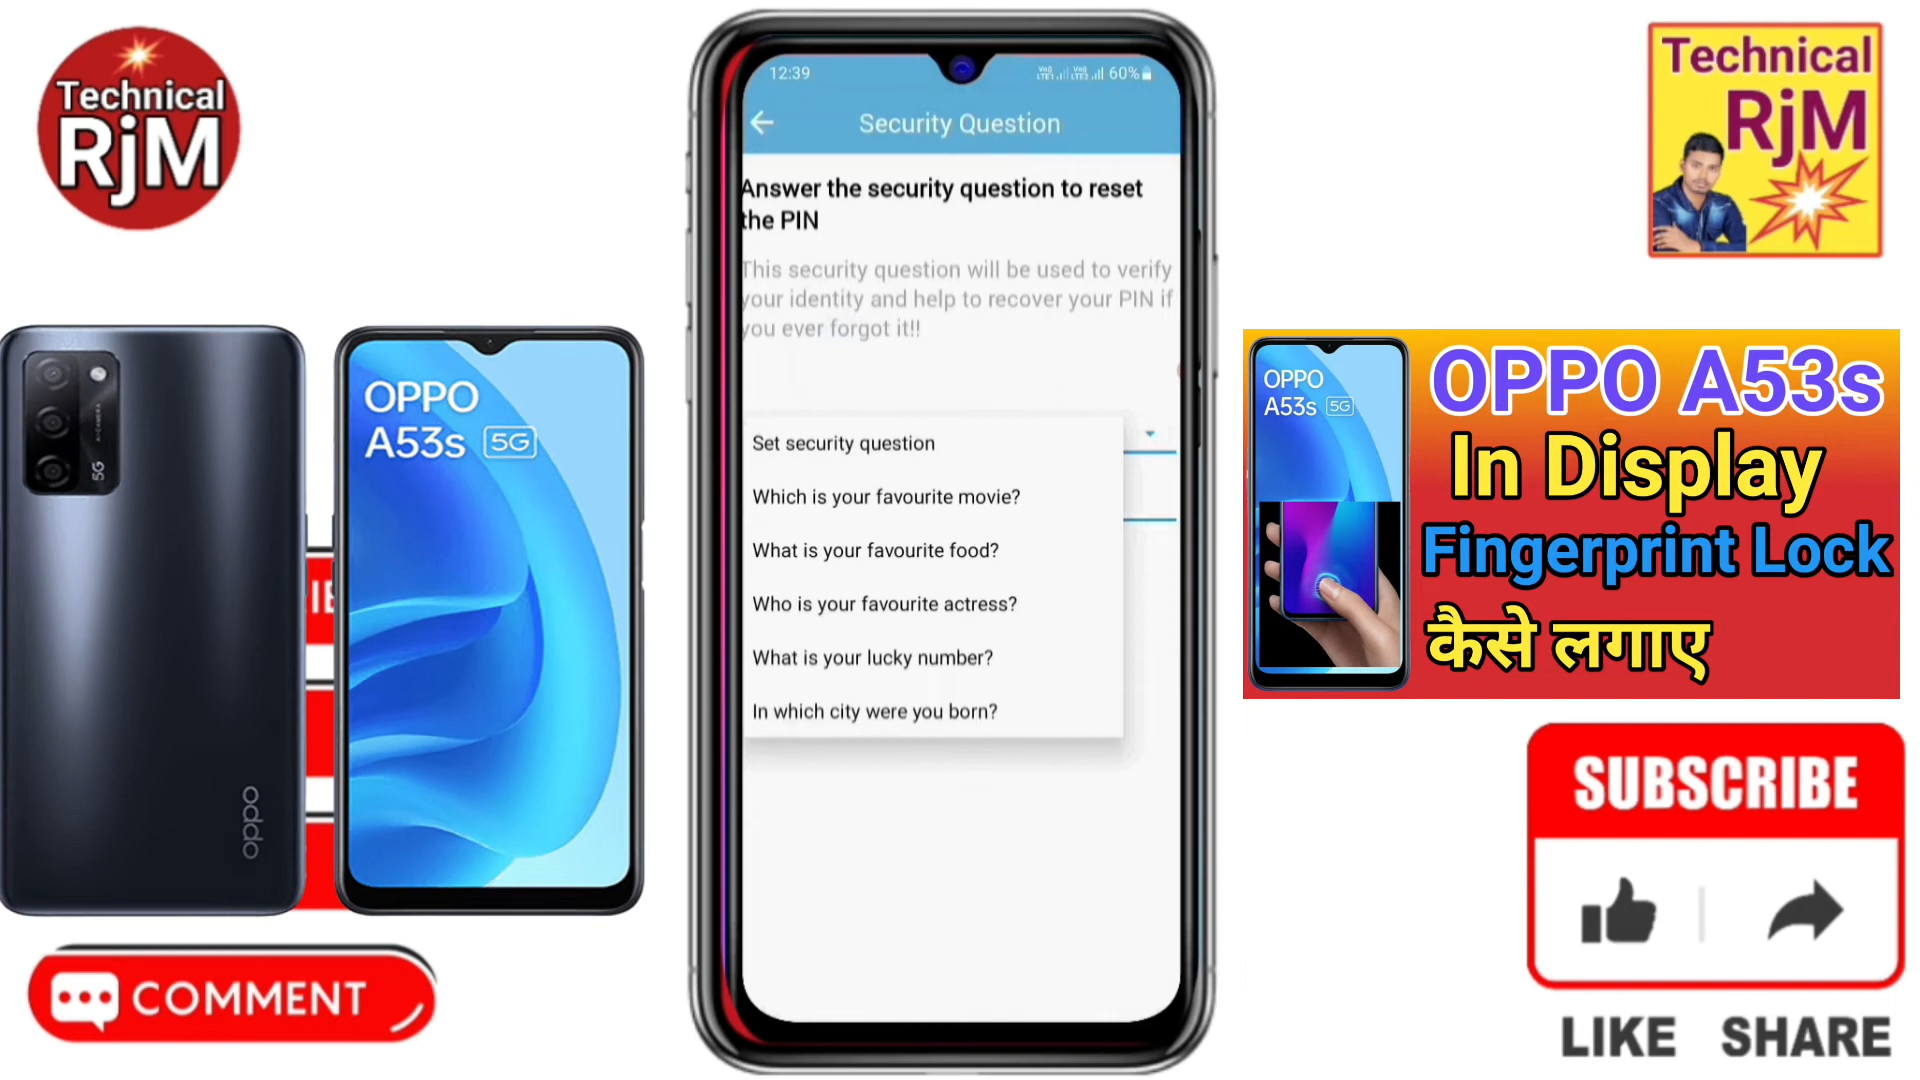 Technical
RjM
12:39
60%
Security Question
Answer the security question to reset
the PIN
This security question will be used to verify
your identity and help to recover your PIN if
you ever forgot it!!
Set security question
Which is your favourite movie?
What is your favourite food?
Who is your favourite actress?
What is your lucky number?
In which city were you born?
Technical
RjM
5G
oppo
OPPO
A53s 5G
OPPO
A53s 5G
OPPO A53s
In Display
Fingerprint Lock
कैसे लगाए
COMMENT
SUBSCRIBE
LIKE SHARE